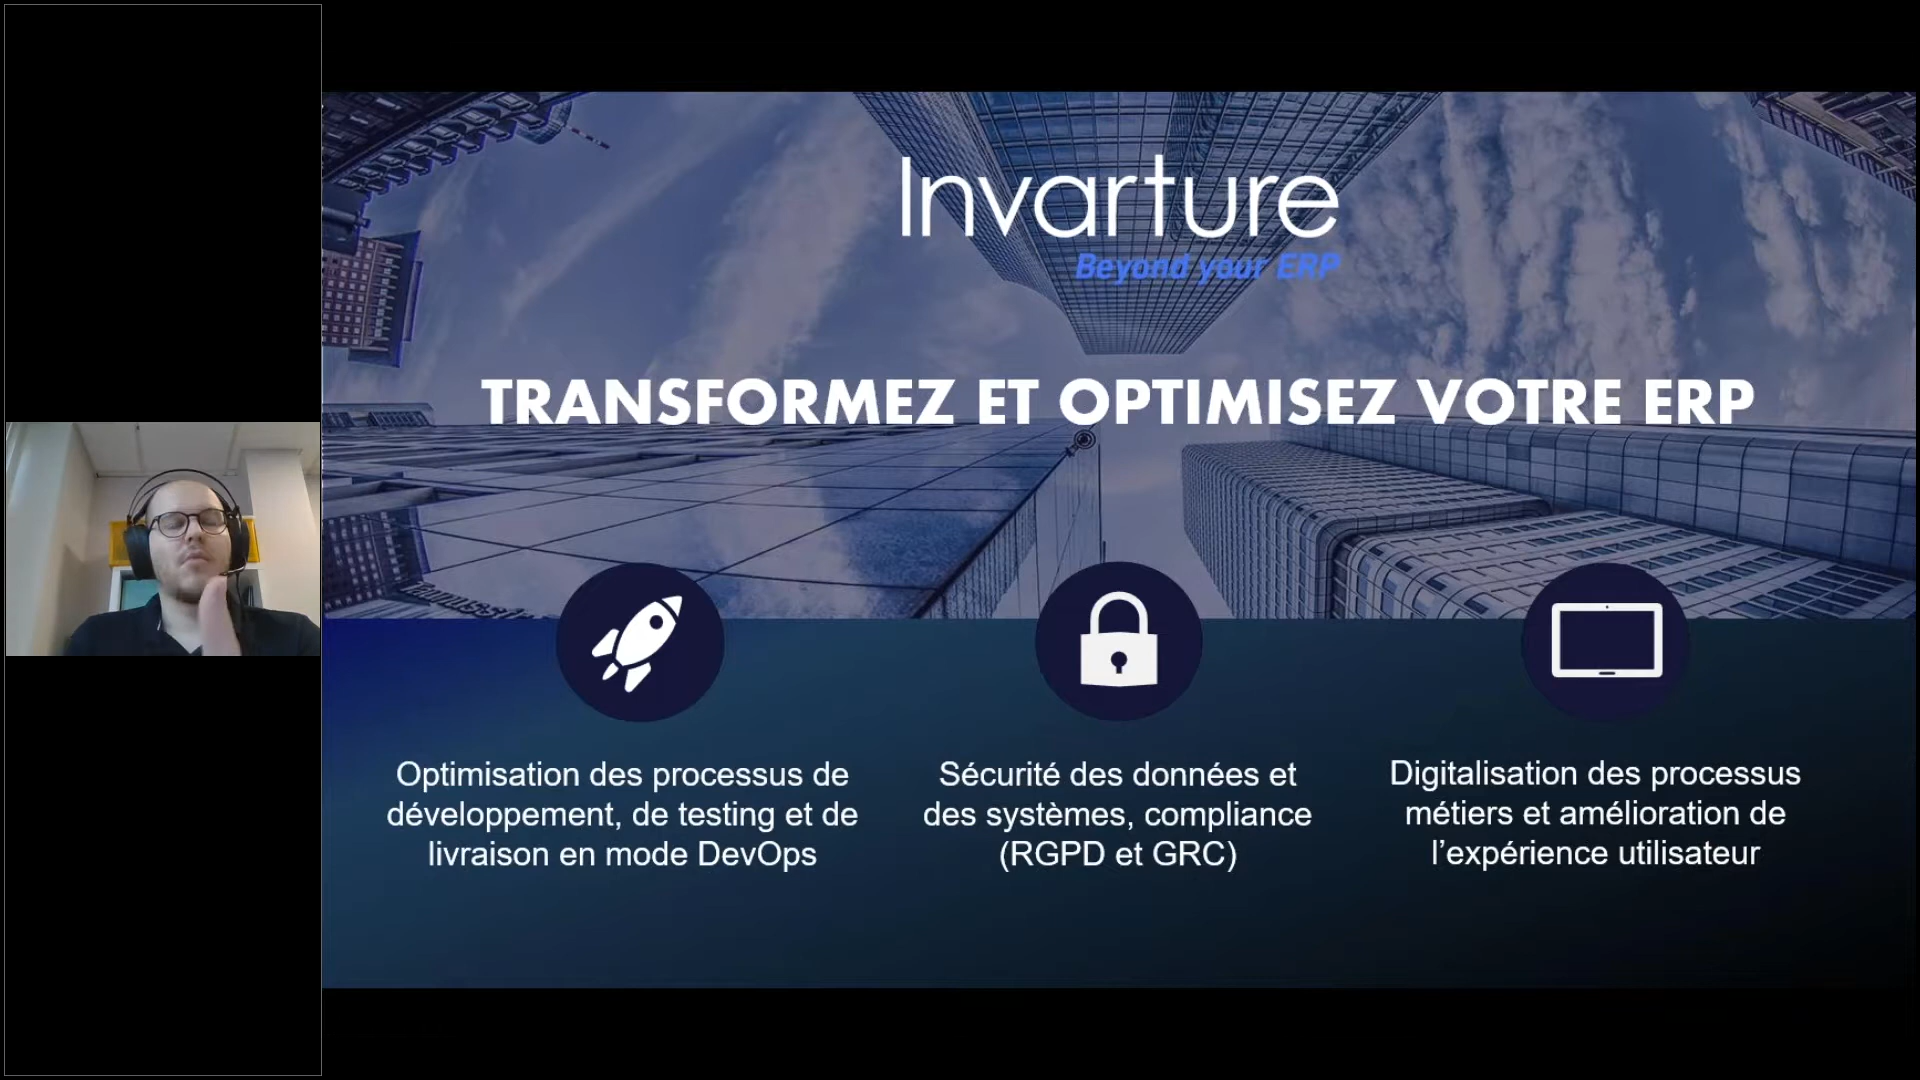 Invarture
Beyond your ERP
TRANSFORMEZ ET OPTIMISEZ VOTRE ERP
Optimisation des processus de
développement, de testing et de
livraison en mode DevOps
Sécurité des données et
des systèmes, compliance
(RGPD et GRC)
Digitalisation des processus
métiers et amélioration de
l’expérience utilisateur